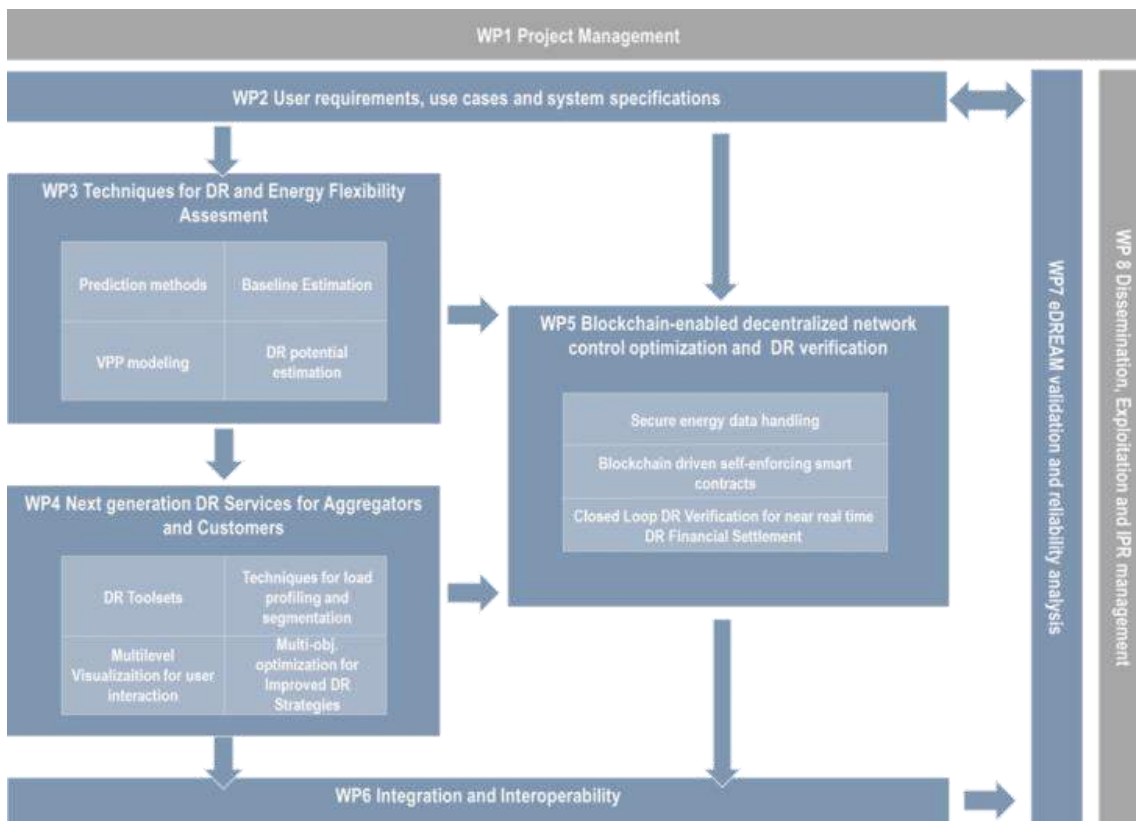 WP1 Project Management
WP2 User requirements, use cases and system specifications
WP3 Techniques for DR and Energy Flexibility
Assesment
Prediction methods
Baseline Estimation
VPP modeling
DR potential
estimation
WP4 Next generation DR Services for Aggregators
and Customers
DR Toolsets
Techniques for load
profiling and
segmentation
Multilevel
Visualizaition for user
interaction
Multi-obj.
optimization for
Improved DR
Strategies
WP5 Blockchain-enabled decentralized network
control optimization and DR verification
Secure energy data handling
Blockchain driven self-enforcing smart
contracts
Closed Loop DR Verification for near real time
DR Financial Settlement
WP6 Integration and Interoperability
WP7 eDREAM validation and reliability analysis
WP 8 Dissemination, Exploitation and IPR management